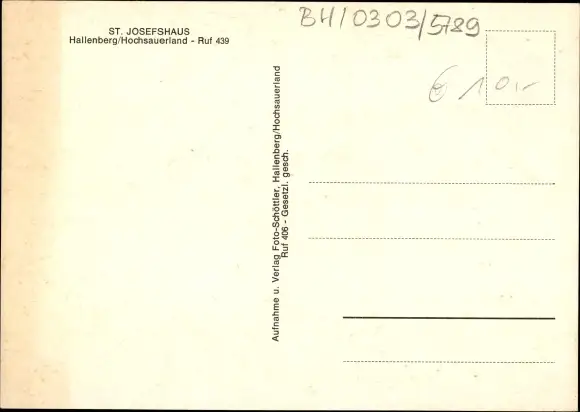 ST. JOSEFSHAUS
Hallenberg/Hochsauerland - Ruf 439
BH/0303/5789
€ 10,-
Aufnahme u. Verlag Foto-Schöttler, Hallenberg/Hochsauerland
Ruf 406 - Gesetzl. gesch.